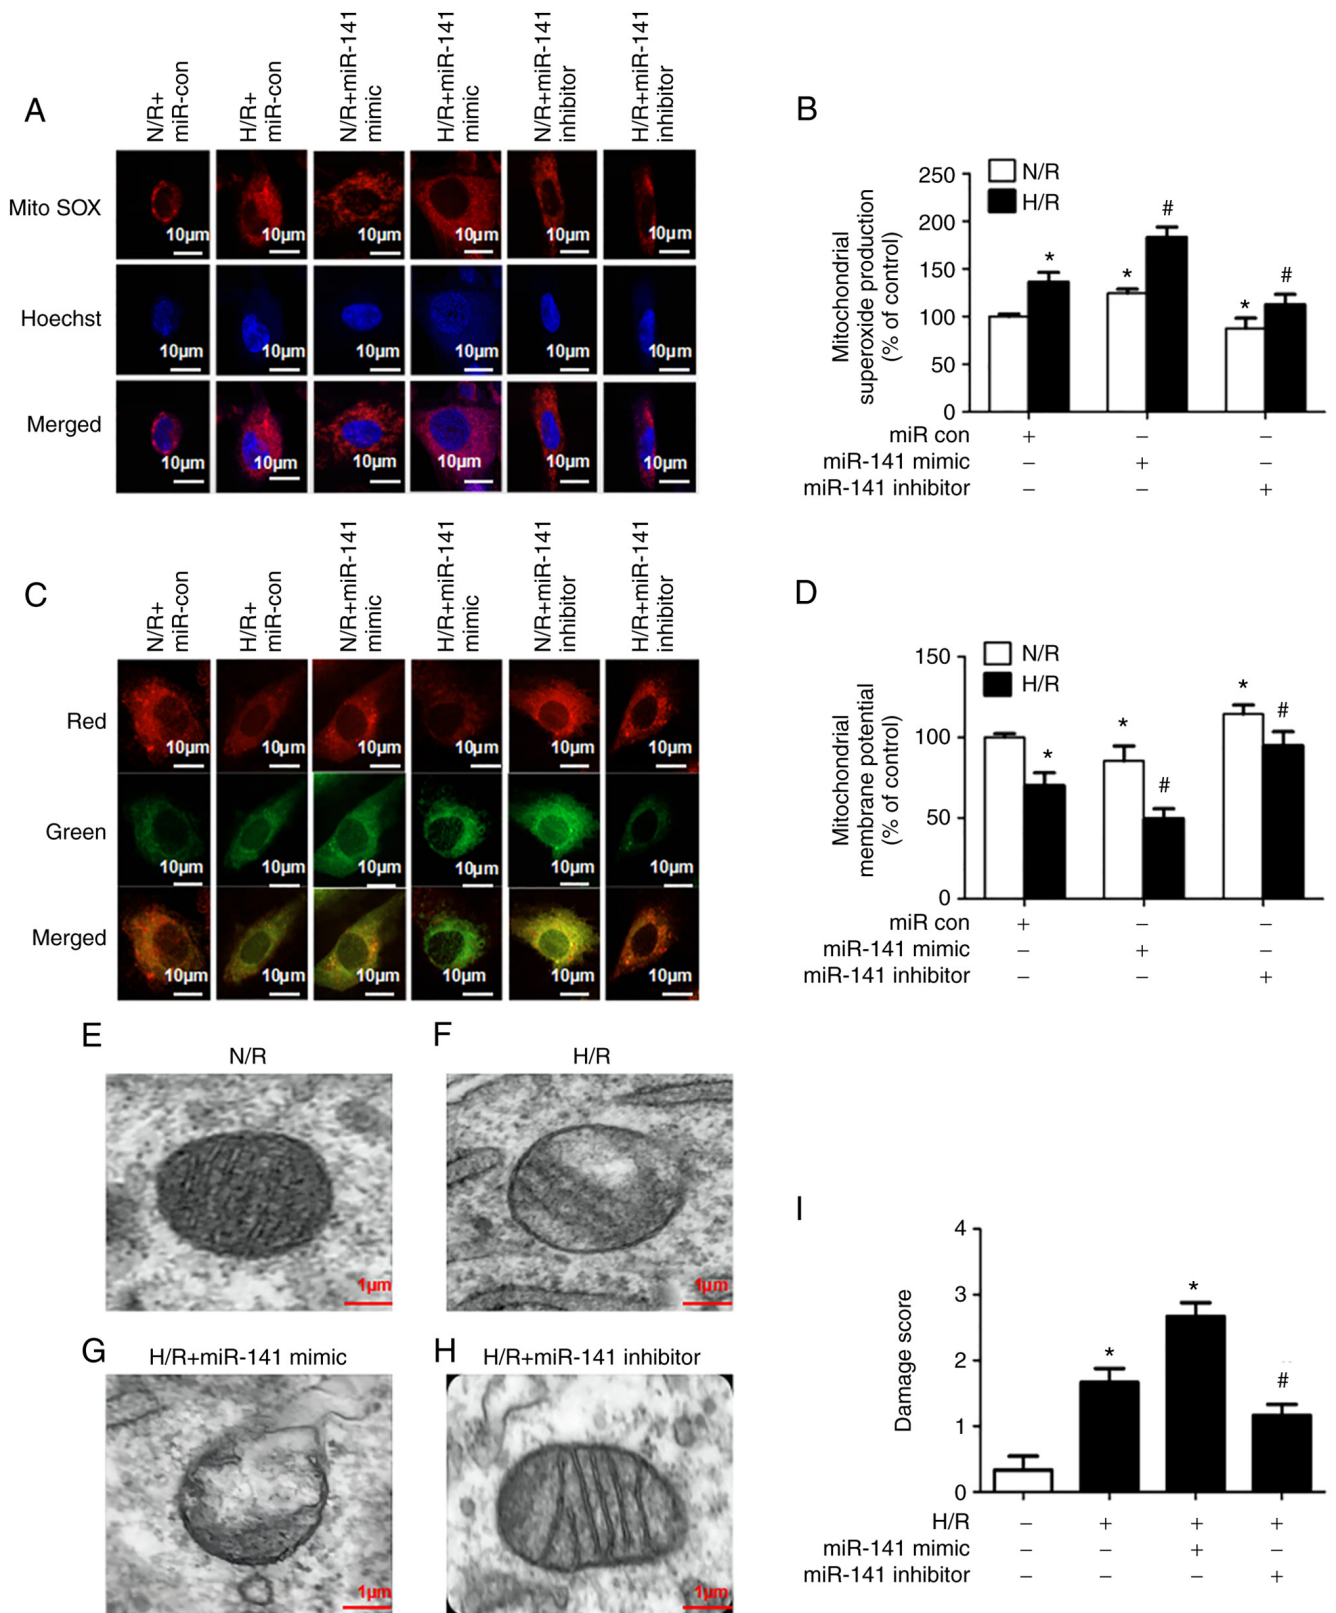 A
N/R+
miR-con
H/R+
miR-con
N/R+miR-141
mimic
H/R+miR-141
mimic
N/R+miR-141
inhibitor
H/R+miR-141
inhibitor
Mito SOX
10µm 10µm 10µm 10µm 10µm 10µm
Hoechst
10µm 10µm 10µm 10µm 10µm 10µm
Merged
10µm 10µm 10µm 10µm 10µm 10µm
B
Mitochondrial
superoxide production
(% of control)
250
200
150
100
50
0
N/R
H/R
* * # * #
miR con + – –
miR-141 mimic – + –
miR-141 inhibitor – – +
C
N/R+
miR-con
H/R+
miR-con
N/R+miR-141
mimic
H/R+miR-141
mimic
N/R+miR-141
inhibitor
H/R+miR-141
inhibitor
Red
10µm 10µm 10µm 10µm 10µm 10µm
Green
10µm 10µm 10µm 10µm 10µm 10µm
Merged
10µm 10µm 10µm 10µm 10µm 10µm
D
Mitochondrial
membrane potential
(% of control)
150
100
50
0
N/R
H/R
* * # * #
miR con + – –
miR-141 mimic – + –
miR-141 inhibitor – – +
E
N/R
1µm
F
H/R
1µm
G
H/R+miR-141 mimic
1µm
H
H/R+miR-141 inhibitor
1µm
I
Damage score
4
3
2
1
0
* * #
H/R – + + +
miR-141 mimic – – + –
miR-141 inhibitor – – – +